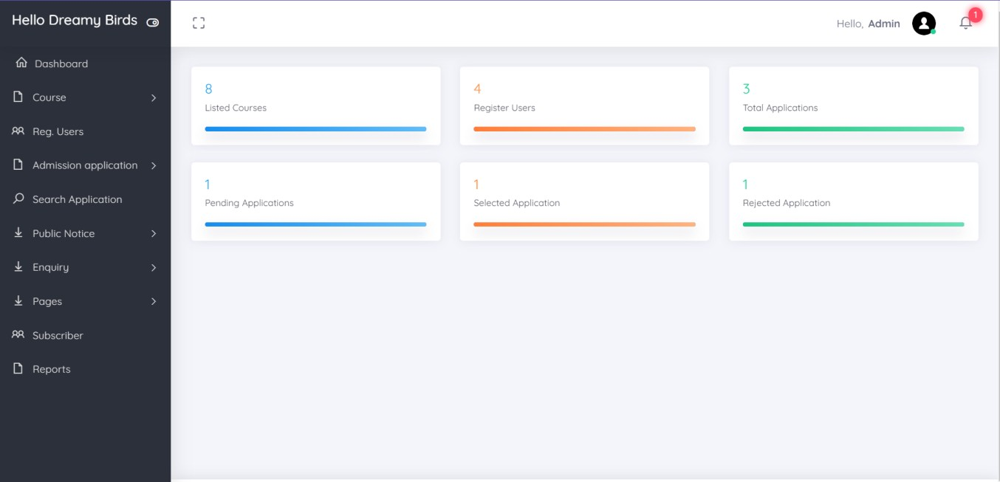 Hello Dreamy Birds
Hello, Admin
1
Dashboard
Course
Reg. Users
Admission application
Search Application
Public Notice
Enquiry
Pages
Subscriber
Reports
8
Listed Courses
4
Register Users
3
Total Applications
1
Pending Applications
1
Selected Application
1
Rejected Application